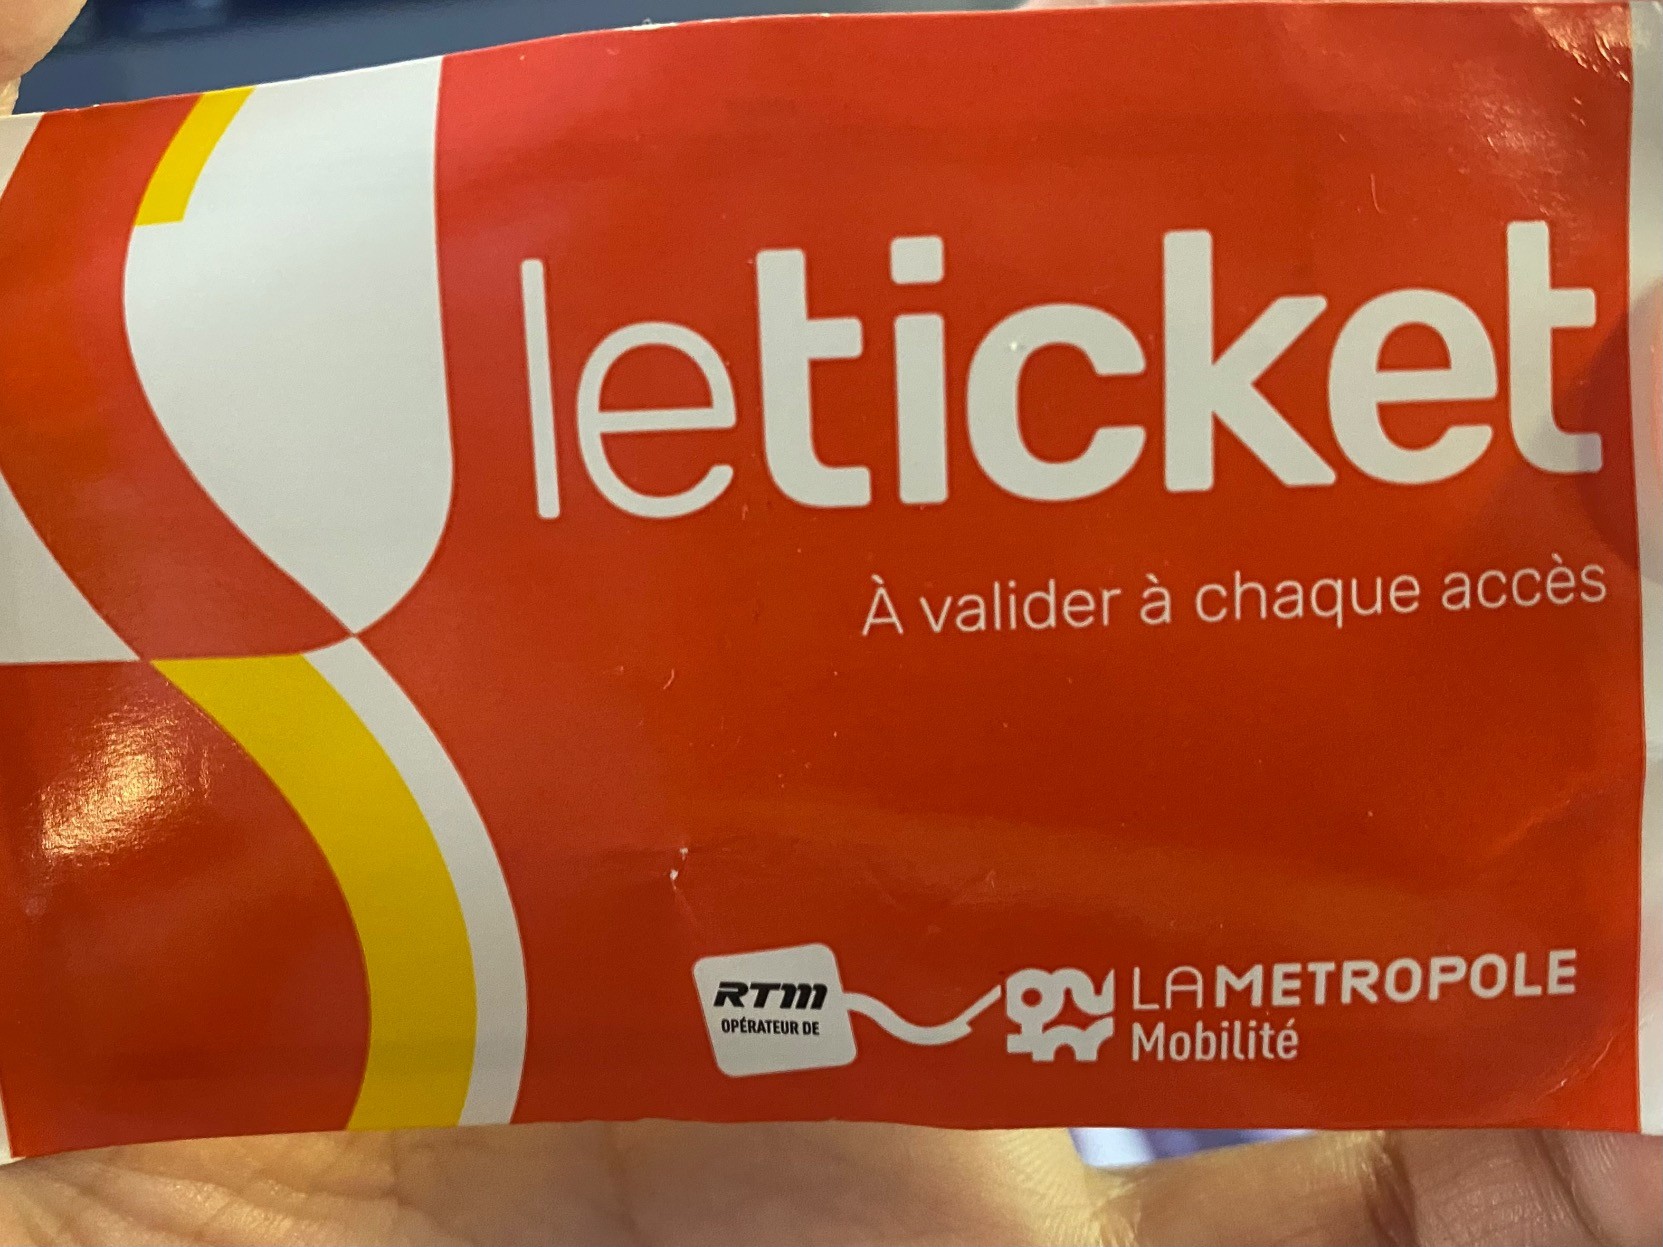 leticket
À valider à chaque accès
RTM
OPÉRATEUR DE
LAMETROPOLE
Mobilité